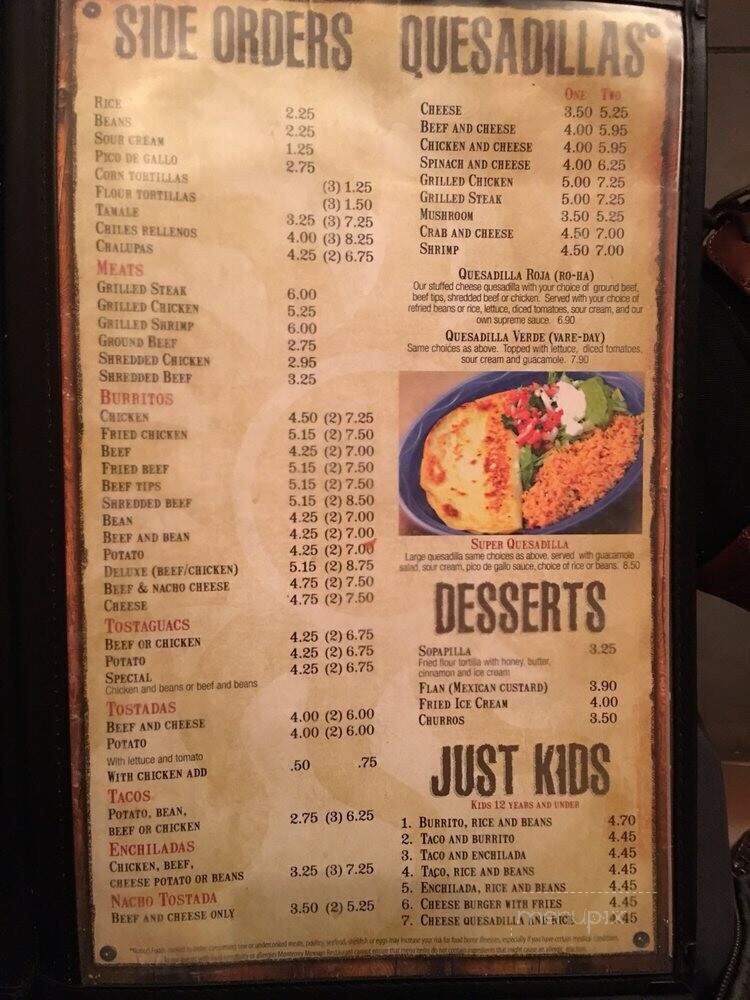 SIDE ORDERS
RICE 2.25
BEANS 2.25
SOUR CREAM 1.25
PICO DE GALLO 2.75
CORN TORTILLAS (3) 1.25
FLOUR TORTILLAS (3) 1.50
TAMALE 3.25 (3) 7.25
CHILES RELLENOS 4.00 (3) 8.25
CHALUPAS 4.25 (2) 6.75
MEATS
GRILLED STEAK 6.00
GRILLED CHICKEN 5.25
GRILLED SHRIMP 6.00
GROUND BEEF 2.75
SHREDDED CHICKEN 2.95
SHREDDED BEEF 3.25
BURRITOS
CHICKEN 4.50 (2) 7.25
FRIED CHICKEN 5.15 (2) 7.50
BEEF 4.25 (2) 7.00
FRIED BEEF 5.15 (2) 7.50
BEEF TIPS 5.15 (2) 7.50
SHREDDED BEEF 5.15 (2) 8.50
BEAN 4.25 (2) 7.00
BEEF AND BEAN 4.25 (2) 7.00
POTATO 4.25 (2) 7.00
DELUXE (BEEF/CHICKEN) 5.15 (2) 8.75
BEEF & NACHO CHEESE 4.75 (2) 7.50
CHEESE 4.75 (2) 7.50
TOSTAGUACS
BEEF OR CHICKEN 4.25 (2) 6.75
POTATO 4.25 (2) 6.75
SPECIAL 4.25 (2) 6.75
Chicken and beans or beef and beans
TOSTADAS
BEEF AND CHEESE 4.00 (2) 6.00
POTATO 4.00 (2) 6.00
With lettuce and tomato
WITH CHICKEN ADD .50 .75
TACOS
POTATO, BEAN,
BEEF OR CHICKEN 2.75 (3) 6.25
ENCHILADAS
CHICKEN, BEEF,
CHEESE POTATO OR BEANS 3.25 (3) 7.25
NACHO TOSTADA
BEEF AND CHEESE ONLY 3.50 (2) 5.25
QUESADILLAS
ONE TWO
CHEESE 3.50 5.25
BEEF AND CHEESE 4.00 5.95
CHICKEN AND CHEESE 4.00 5.95
SPINACH AND CHEESE 4.00 6.25
GRILLED CHICKEN 5.00 7.25
GRILLED STEAK 5.00 7.25
MUSHROOM 3.50 5.25
CRAB AND CHEESE 4.50 7.00
SHRIMP 4.50 7.00
QUESADILLA ROJA (RO-HA)
Our stuffed cheese quesadilla with your choice of ground beef,
beef tips, shredded beef or chicken. Served with your choice of
refried beans or rice, lettuce, diced tomatoes, sour cream, and our
own supreme sauce. 6.90
QUESADILLA VERDE (VARE-DAY)
Same choices as above. Topped with lettuce, diced tomatoes,
sour cream and guacamole. 7.90
SUPER QUESADILLA
Large quesadilla same choices as above, served with guacamole
salad, sour cream, pico de gallo sauce, choice of rice or beans. 8.50
DESSERTS
SOPAPILLA 3.25
Fried flour tortilla with honey, butter,
cinnamon and ice cream
FLAN (MEXICAN CUSTARD) 3.90
FRIED ICE CREAM 4.00
CHURROS 3.50
JUST KIDS
KIDS 12 YEARS AND UNDER
1. BURRITO, RICE AND BEANS 4.70
2. TACO AND BURRITO 4.45
3. TACO AND ENCHILADA 4.45
4. TACO, RICE AND BEANS 4.45
5. ENCHILADA, RICE AND BEANS 4.45
6. CHEESE BURGER WITH FRIES 4.45
7. CHEESE QUESADILLA AND RICE 4.45
menupix